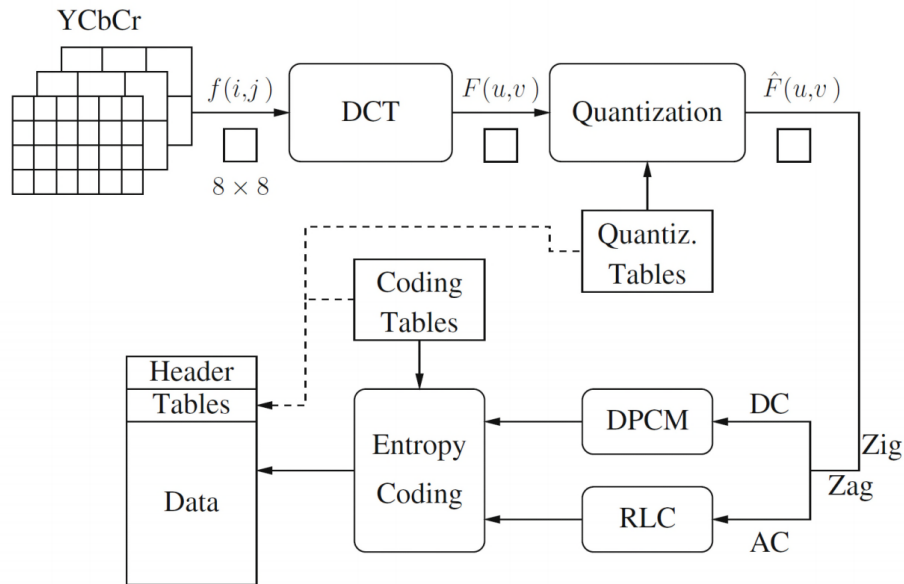 YCbCr
f(i,j)
8 × 8
DCT
F(u,v)
Quantization
F̂(u,v)
Quantiz.
Tables
Coding
Tables
Header
Tables
Data
Entropy
Coding
DPCM
DC
RLC
AC
Zig
Zag